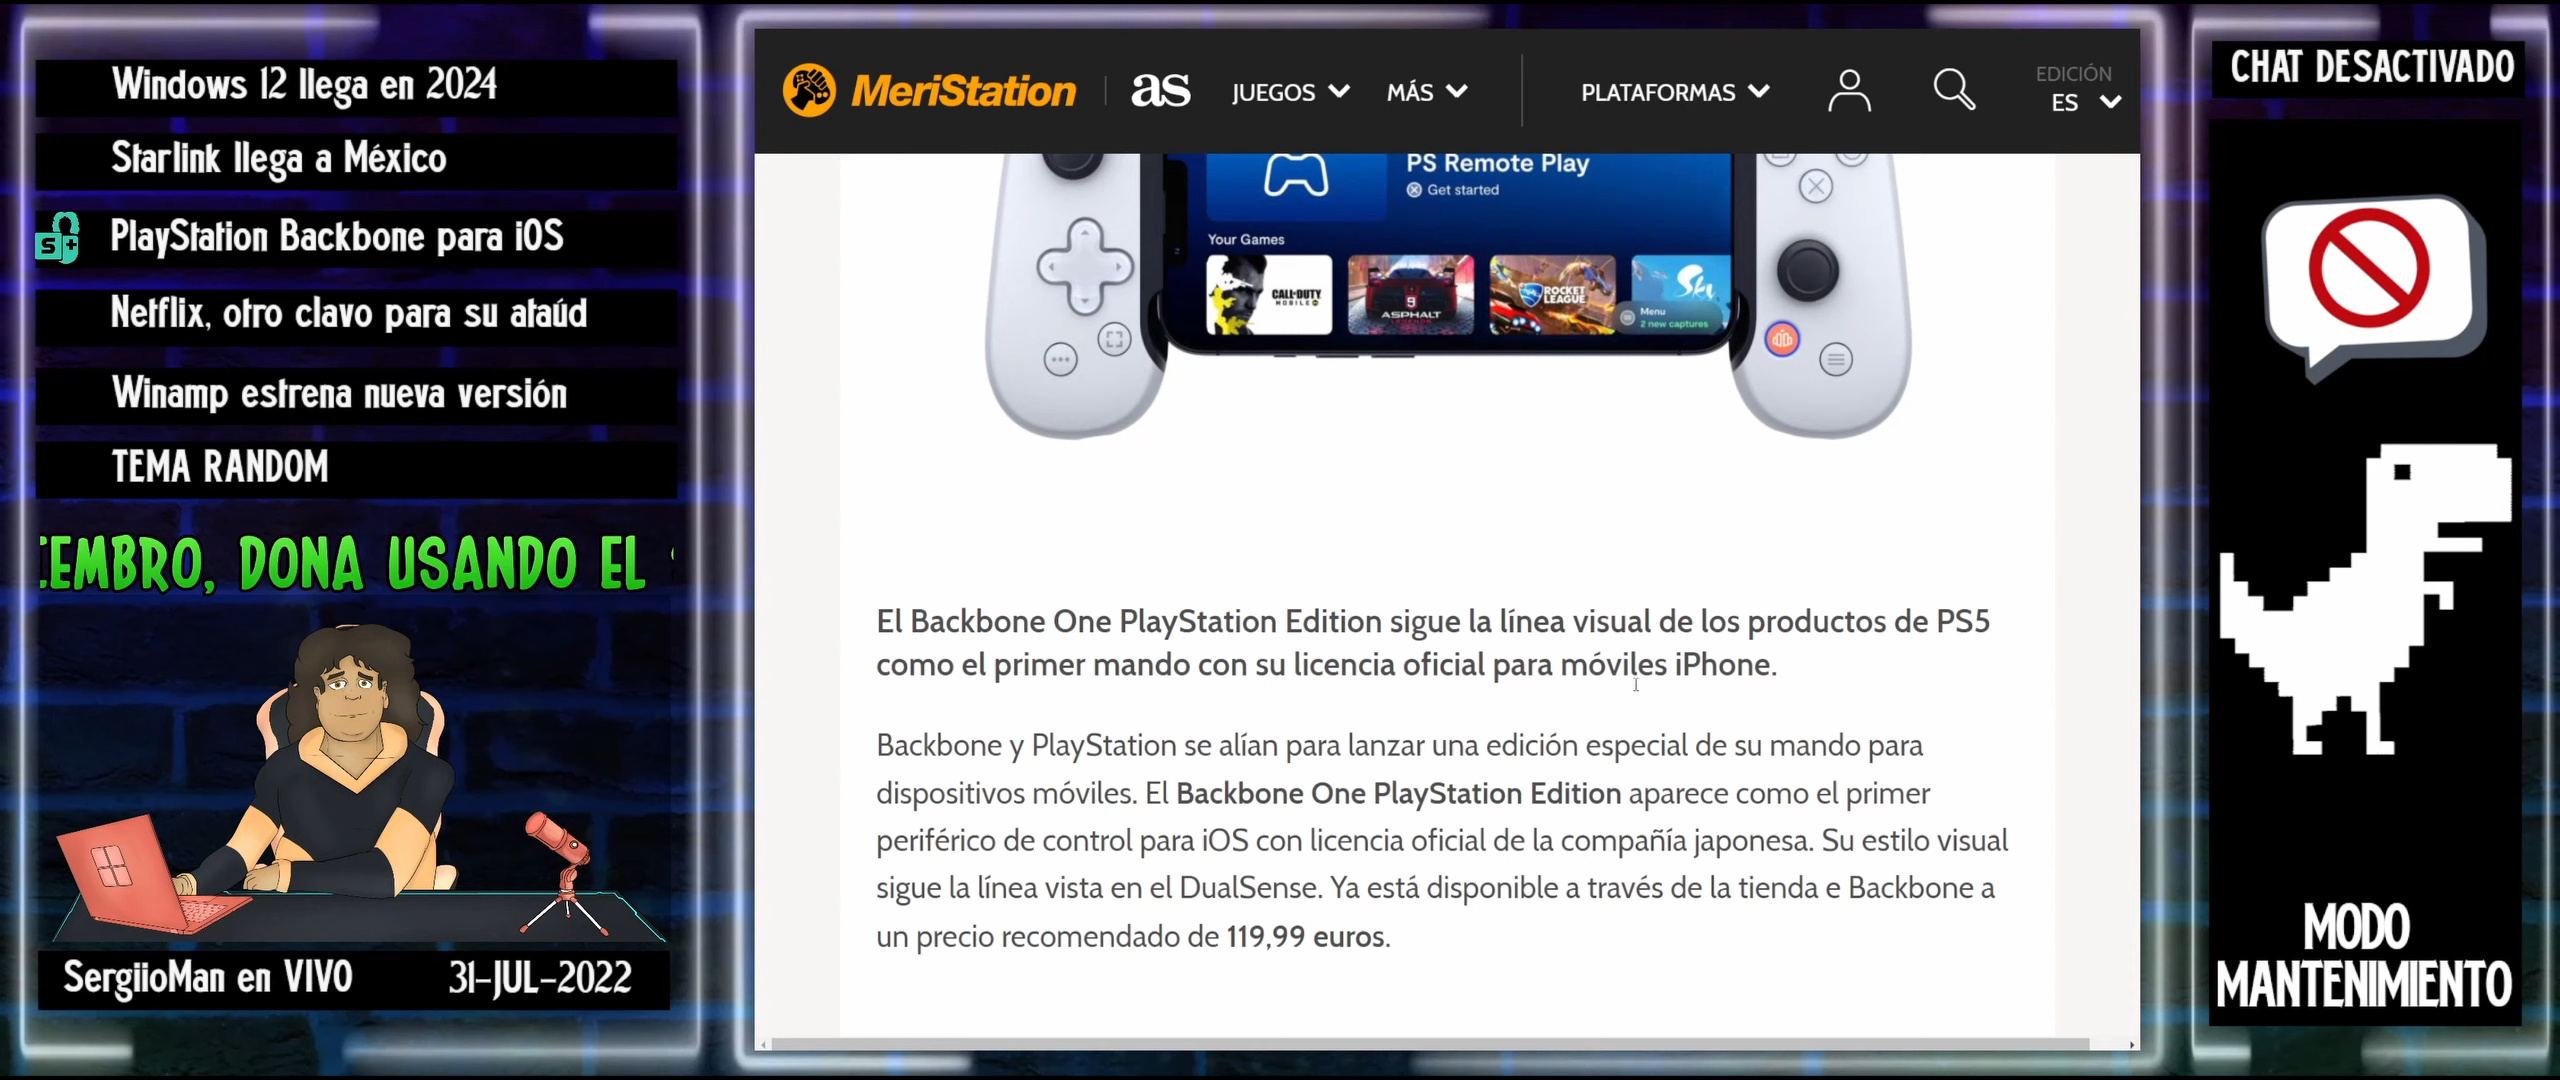 Windows 12 llega en 2024
Starlink llega a México
S+
PlayStation Backbone para iOS
Netflix, otro clavo para su ataúd
Winamp estrena nueva versión
TEMA RANDOM
EMBRO, DONA USANDO EL
SergiioMan en VIVO 31-JUL-2022
MeriStation as JUEGOS MÁS PLATAFORMAS EDICIÓN
ES
PS Remote Play
Get started
Your Games
CALL OF DUTY
MOBILE
9
ASPHALT
LEGENDS
ROCKET
LEAGUE
Sky
Menu
2 new captures
El Backbone One PlayStation Edition sigue la línea visual de los productos de PS5
como el primer mando con su licencia oficial para móviles iPhone.
Backbone y PlayStation se alían para lanzar una edición especial de su mando para
dispositivos móviles. El Backbone One PlayStation Edition aparece como el primer
periférico de control para iOS con licencia oficial de la compañía japonesa. Su estilo visual
sigue la línea vista en el DualSense. Ya está disponible a través de la tienda e Backbone a
un precio recomendado de 119,99 euros.
CHAT DESACTIVADO
MODO
MANTENIMIENTO